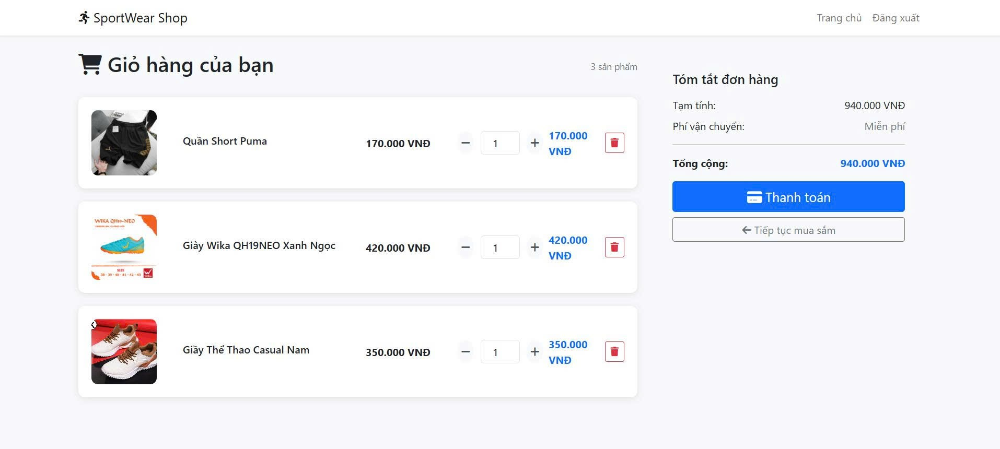 SportWear Shop
Trang chủ
Đăng xuất
Giỏ hàng của bạn
3 sản phẩm
Quần Short Puma
170.000 VNĐ
1
170.000
VNĐ
WIKA QH19-NEO
Giày Wika QH19NEO Xanh Ngọc
420.000 VNĐ
1
420.000
VNĐ
SIZE
38 - 39 - 40 - 41 - 42 - 43
Giầy Thể Thao Casual Nam
350.000 VNĐ
1
350.000
VNĐ
Tóm tắt đơn hàng
Tạm tính: 940.000 VNĐ
Phí vận chuyển: Miễn phí
Tổng cộng: 940.000 VNĐ
Thanh toán
Tiếp tục mua sắm